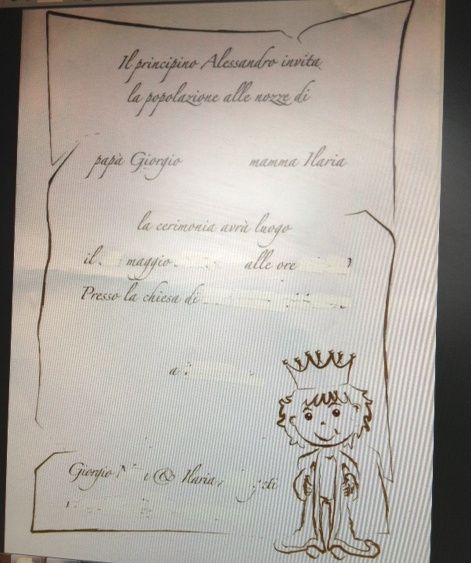 Il principino Alessandro invita
la popolazione alle nozze di
papà Giorgio mamma Ilaria
la cerimonia avrà luogo
il maggio alle ore
Presso la chiesa di
a
Giorgio & Ilaria